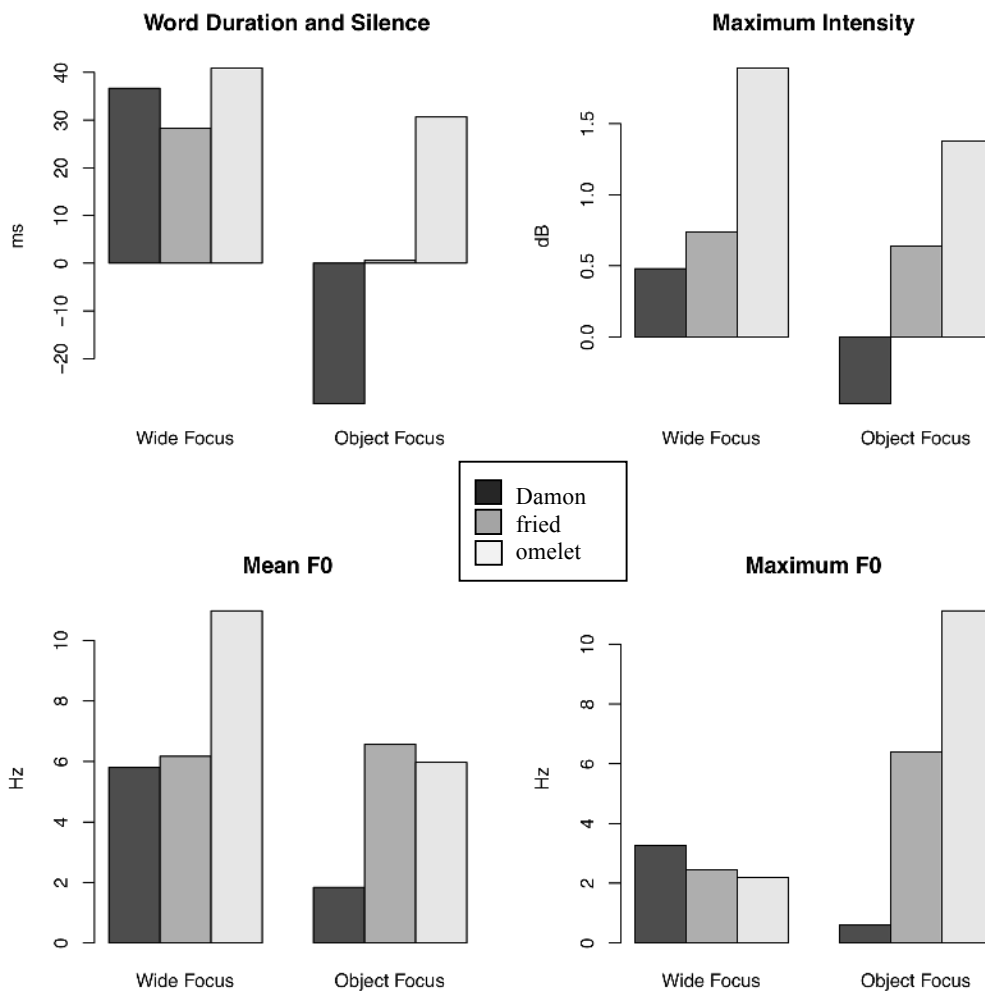 Word Duration and Silence
ms
40
30
20
10
0
−10
−20
Wide Focus
Object Focus
Maximum Intensity
dB
1.5
1.0
0.5
0.0
Wide Focus
Object Focus
Damon
fried
omelet
Mean F0
Hz
10
8
6
4
2
0
Wide Focus
Object Focus
Maximum F0
Hz
10
8
6
4
2
0
Wide Focus
Object Focus